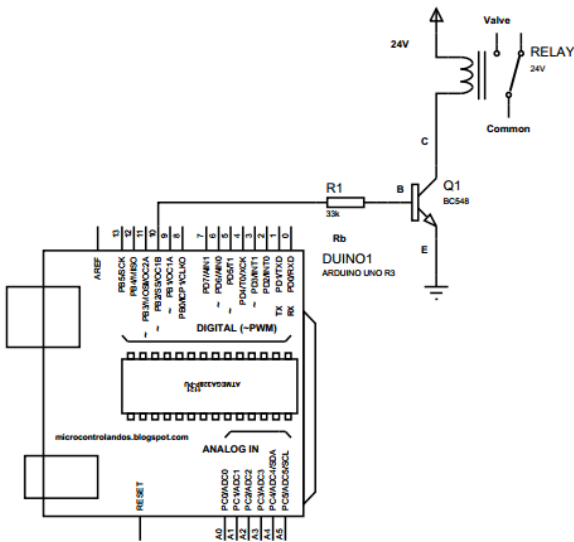 Valve
24V
RELAY
24V
Common
C
R1
B
Q1
BC548
33k
Rb
E
DUINO1
ARDUINO UNO R3
13
12
11
10
9
8
7
6
5
4
3
2
1
0
AREF
PB5/SCK
PB4/MISO
~ PB3/MOSI/OC2A
~ PB2/SS/OC1B
~ PB1/OC1A
PB0/ICP1/CLKO
PD7/AIN1
~ PD6/AIN0
~ PD5/T1
PD4/T0/XCK
~ PD3/INT1
PD2/INT0
TX PD1/TXD
RX PD0/RXD
DIGITAL (~PWM)
microcontrolandos.blogspot.com
ANALOG IN
RESET
PC0/ADC0
PC1/ADC1
PC2/ADC2
PC3/ADC3
PC4/ADC4/SDA
PC5/ADC5/SCL
A0
A1
A2
A3
A4
A5